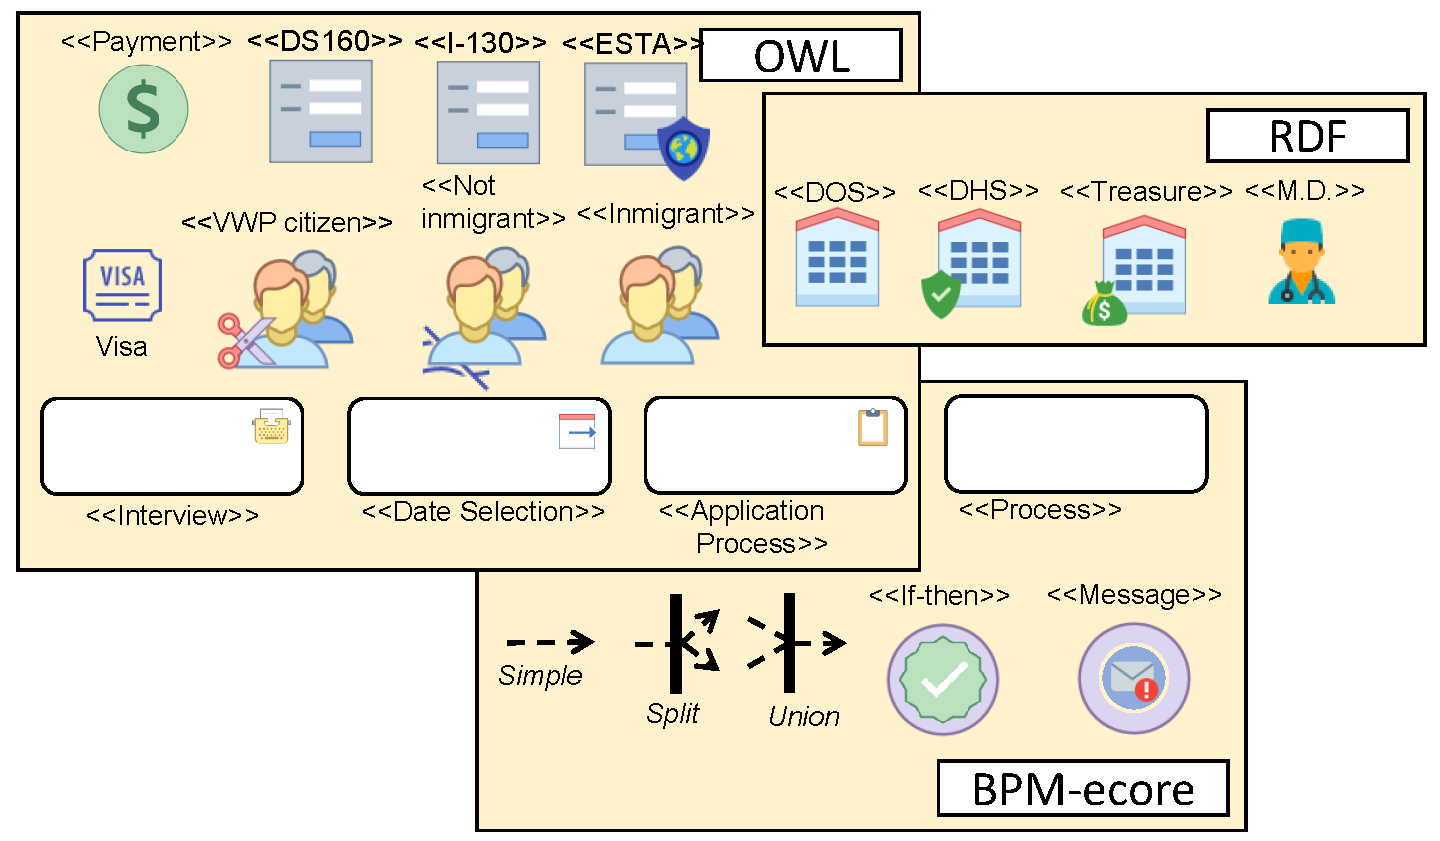 <<Payment>>
<<DS160>>
<<I-130>>
<<ESTA>>
OWL
<<VWP citizen>>
<<Not
inmigrant>>
<<Inmigrant>>
VISA
Visa
<<Interview>>
<<Date Selection>>
<<Application
Process>>
RDF
<<DOS>>
<<DHS>>
<<Treasure>>
<<M.D.>>
<<Process>>
Simple
Split
Union
<<If-then>>
<<Message>>
BPM-ecore